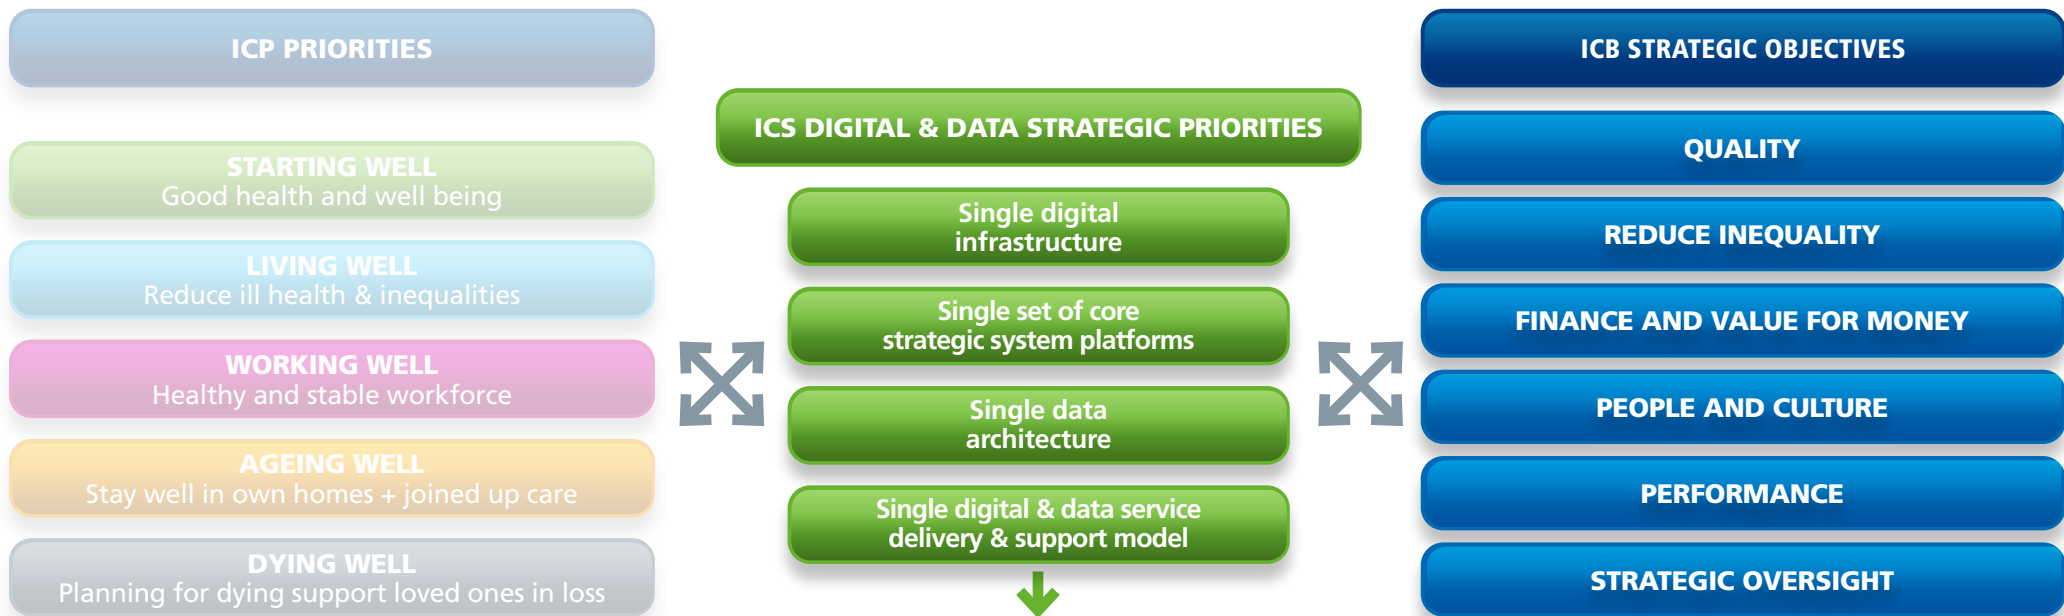 ICP PRIORITIES
STARTING WELL
Good health and well being
LIVING WELL
Reduce ill health & inequalities
WORKING WELL
Healthy and stable workforce
AGEING WELL
Stay well in own homes + joined up care
DYING WELL
Planning for dying support loved ones in loss
ICS DIGITAL & DATA STRATEGIC PRIORITIES
Single digital
infrastructure
Single set of core
strategic system platforms
Single data
architecture
Single digital & data service
delivery & support model
ICB STRATEGIC OBJECTIVES
QUALITY
REDUCE INEQUALITY
FINANCE AND VALUE FOR MONEY
PEOPLE AND CULTURE
PERFORMANCE
STRATEGIC OVERSIGHT